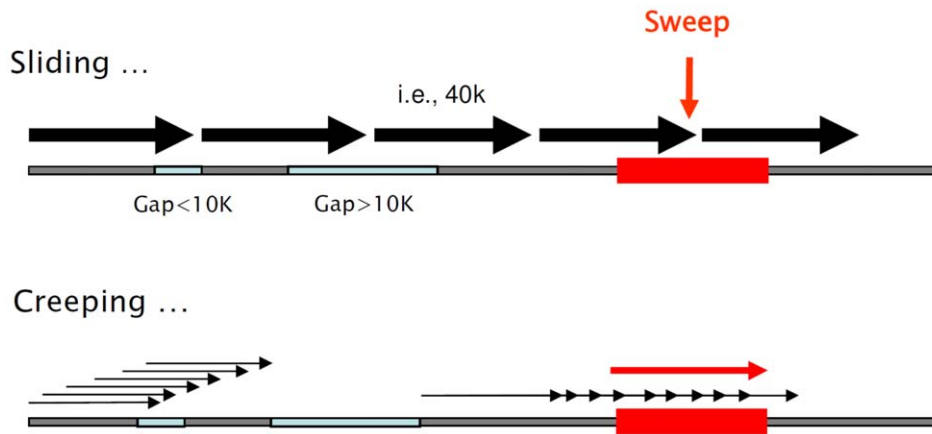 Sweep
Sliding …
i.e., 40k
Gap<10K
Gap>10K
Creeping …